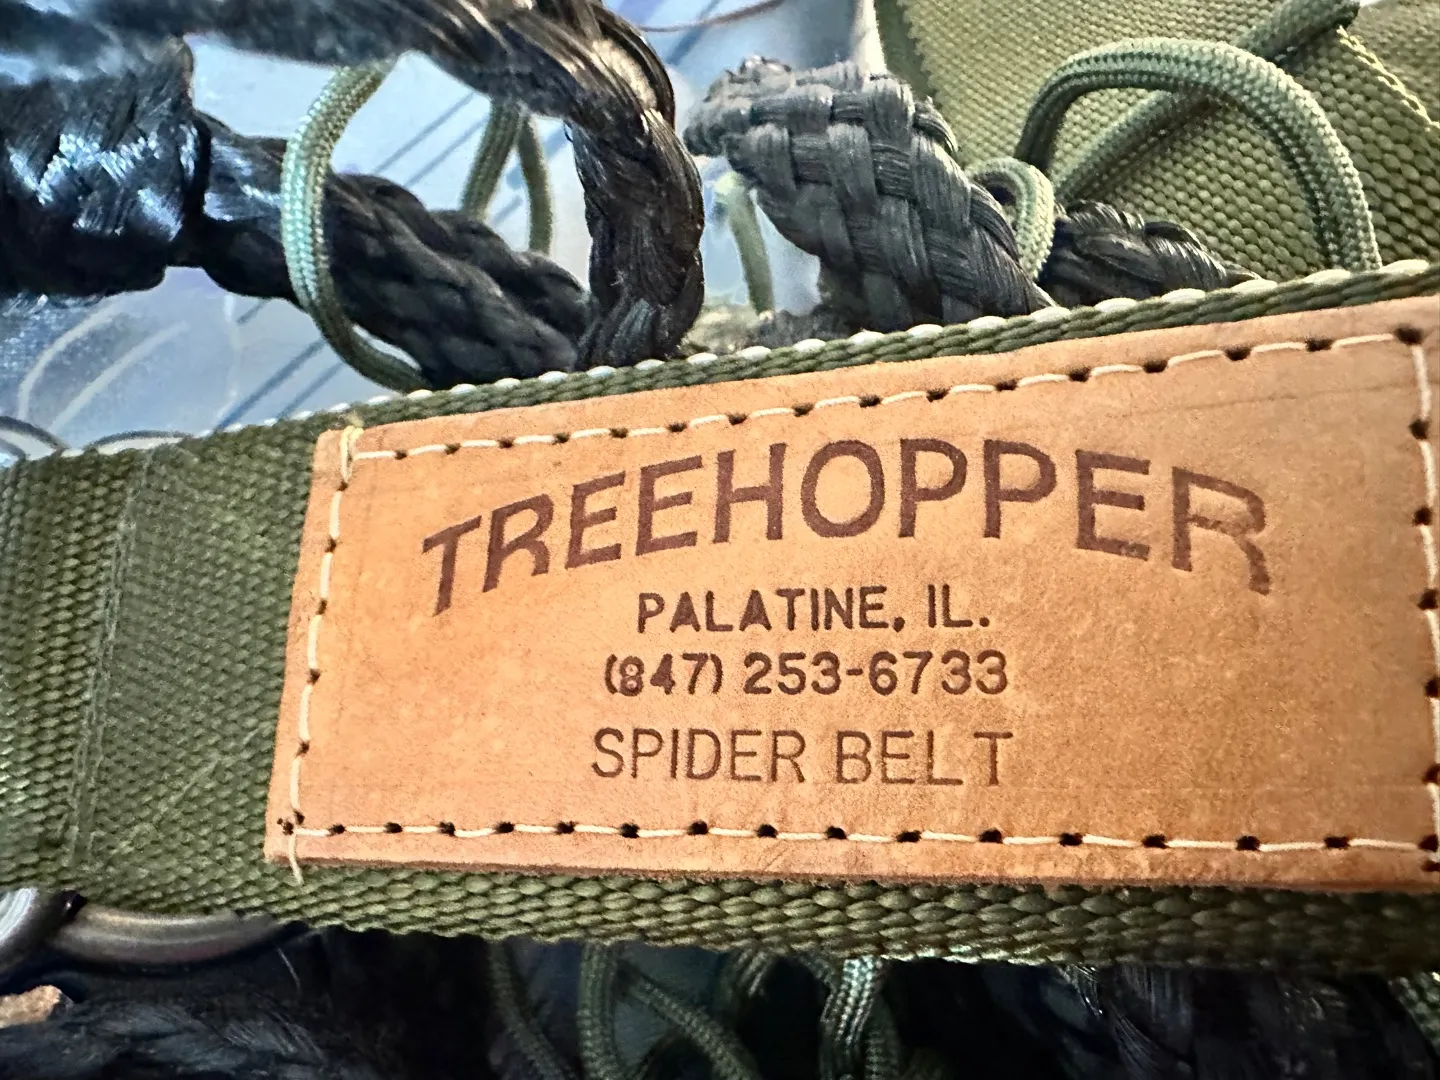 TREEHOPPER
PALATINE, IL.
(847) 253-6733
SPIDER BELT